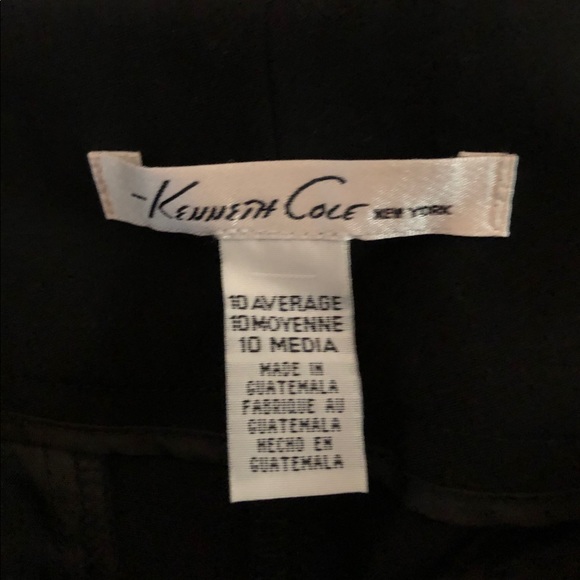 -Kenneth Cole NEW YORK
10 AVERAGE
10 MOYENNE
10 MEDIA
MADE IN
GUATEMALA
FABRIQUE AU
GUATEMALA
HECHO EN
GUATEMALA